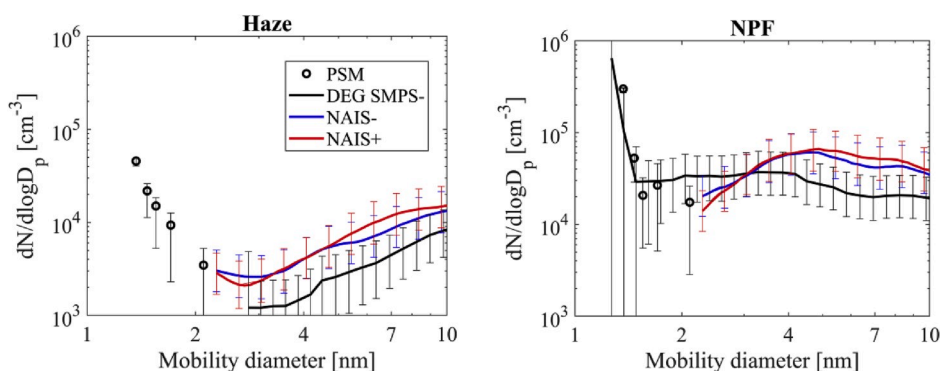 Haze
10^6
10^5
10^4
10^3
dN/dlogD_p [cm^-3]
PSM
DEG SMPS-
NAIS-
NAIS+
1 2 4 7 10
Mobility diameter [nm]
NPF
10^6
10^5
10^4
10^3
dN/dlogD_p [cm^-3]
1 2 4 7 10
Mobility diameter [nm]